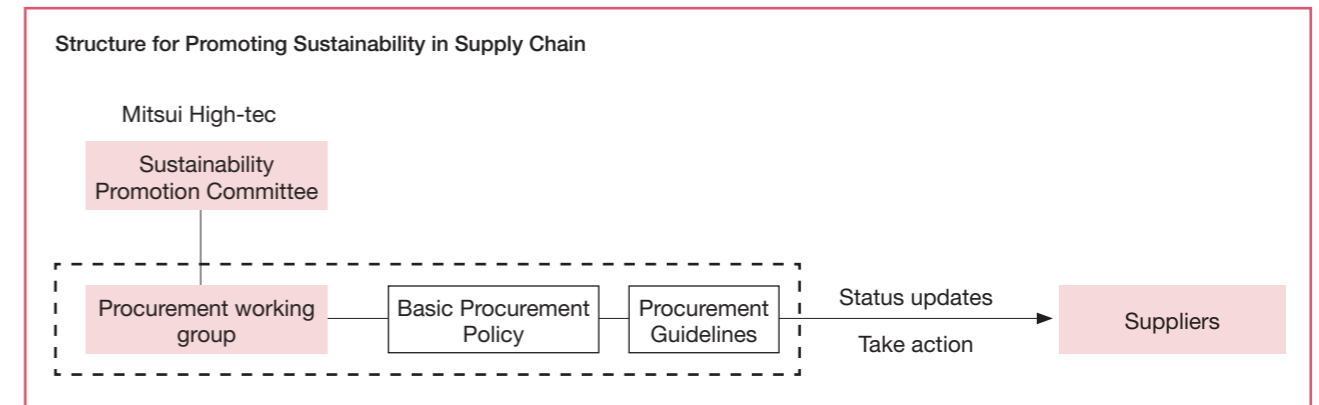 Structure for Promoting Sustainability in Supply Chain
Mitsui High-tec
Sustainability
Promotion Committee
Procurement working
group
Basic Procurement
Policy
Procurement
Guidelines
Status updates
Take action
Suppliers